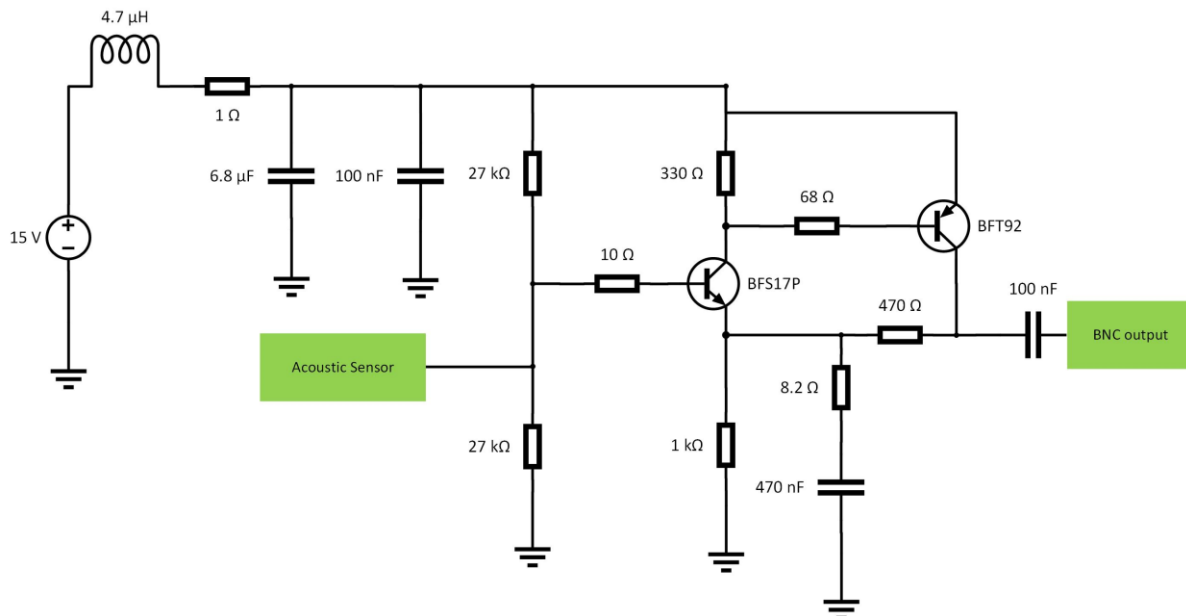 4.7 µH
1 Ω
6.8 µF
100 nF
27 kΩ
330 Ω
68 Ω
15 V
+
−
BFT92
10 Ω
BFS17P
470 Ω
100 nF
BNC output
Acoustic Sensor
8.2 Ω
27 kΩ
1 kΩ
470 nF